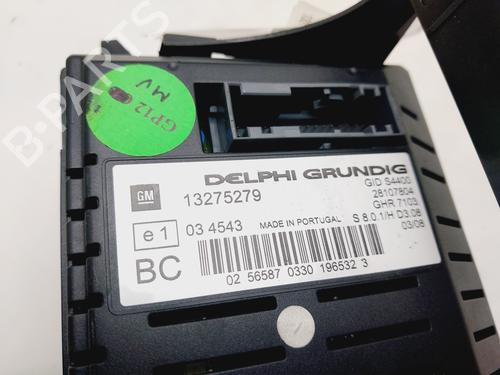 B-PARTS
GP12
MV
DELPHI GRUNDIG
GM
13275279
GID S4400
28107804
GHR 7103
e1
03 4543
MADE IN PORTUGAL
S 8.0.1/H D3.08
03/08
BC
02 56587 0330 196532 3